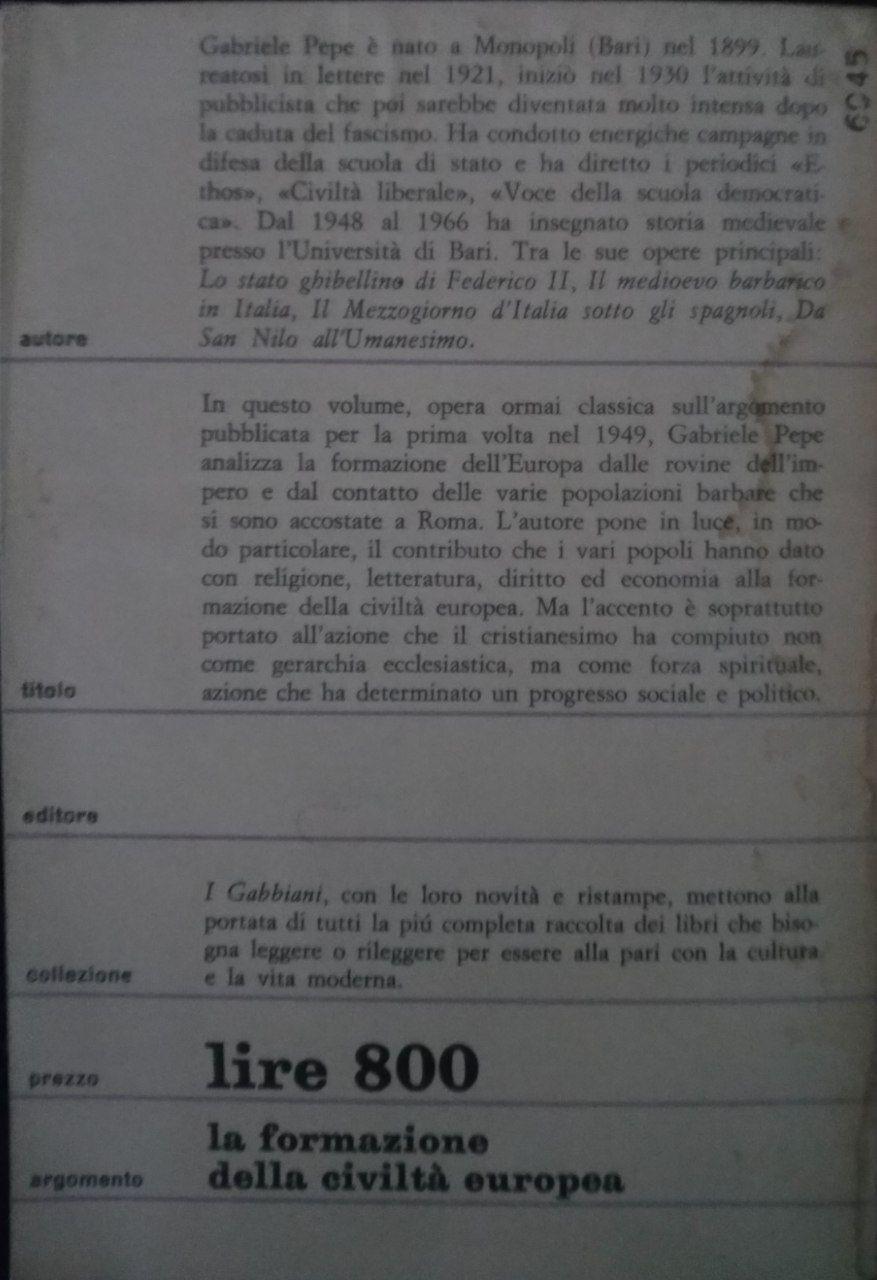 Gabriele Pepe è nato a Monopoli (Bari) nel 1899. Lau-
reatosi in lettere nel 1921, iniziò nel 1930 l'attività di
pubblicista che poi sarebbe diventata molto intensa dopo
la caduta del fascismo. Ha condotto energiche campagne in
difesa della scuola di stato e ha diretto i periodici «E-
thos», «Civiltà liberale», «Voce della scuola democrati-
ca». Dal 1948 al 1966 ha insegnato storia medievale
presso l'Università di Bari. Tra le sue opere principali:
Lo stato ghibellino di Federico II, Il medioevo barbarico
in Italia, Il Mezzogiorno d'Italia sotto gli spagnoli, Da
San Nilo all'Umanesimo.
autore
In questo volume, opera ormai classica sull'argomento
pubblicata per la prima volta nel 1949, Gabriele Pepe
analizza la formazione dell'Europa dalle rovine dell'im-
pero e dal contatto delle varie popolazioni barbare che
si sono accostate a Roma. L'autore pone in luce, in mo-
do particolare, il contributo che i vari popoli hanno dato
con religione, letteratura, diritto ed economia alla for-
mazione della civiltà europea. Ma l'accento è soprattutto
portato all'azione che il cristianesimo ha compiuto non
come gerarchia ecclesiastica, ma come forza spirituale,
azione che ha determinato un progresso sociale e politico.
titolo
editore
I Gabbiani, con le loro novità e ristampe, mettono alla
portata di tutti la piú completa raccolta dei libri che biso-
gna leggere o rileggere per essere alla pari con la cultura
e la vita moderna.
collezione
prezzo
lire 800
la formazione
della civiltà europea
argomento